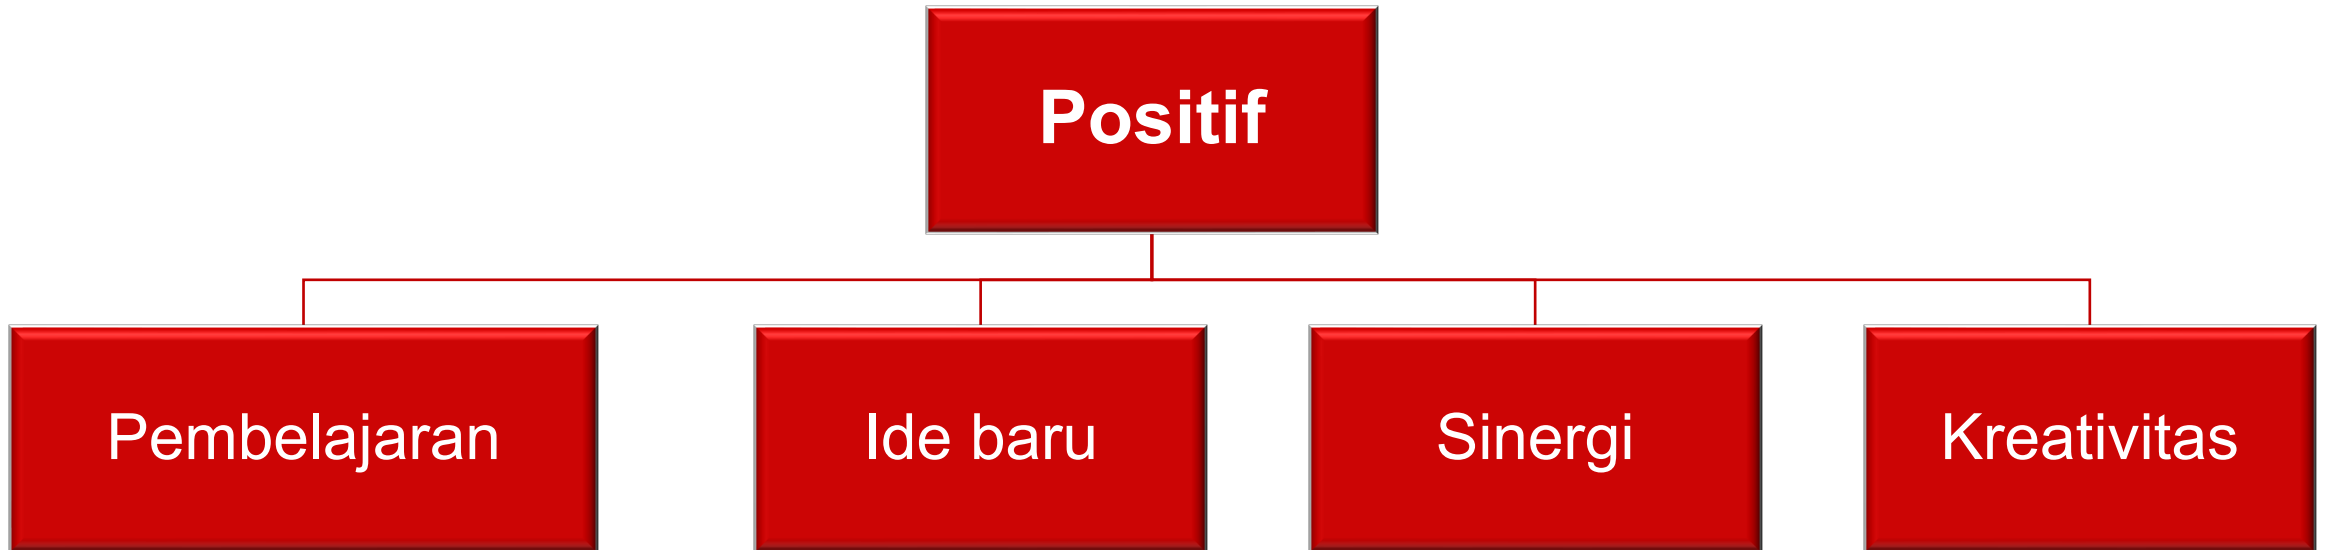 Positif
Pembelajaran
Ide baru
Sinergi
Kreativitas